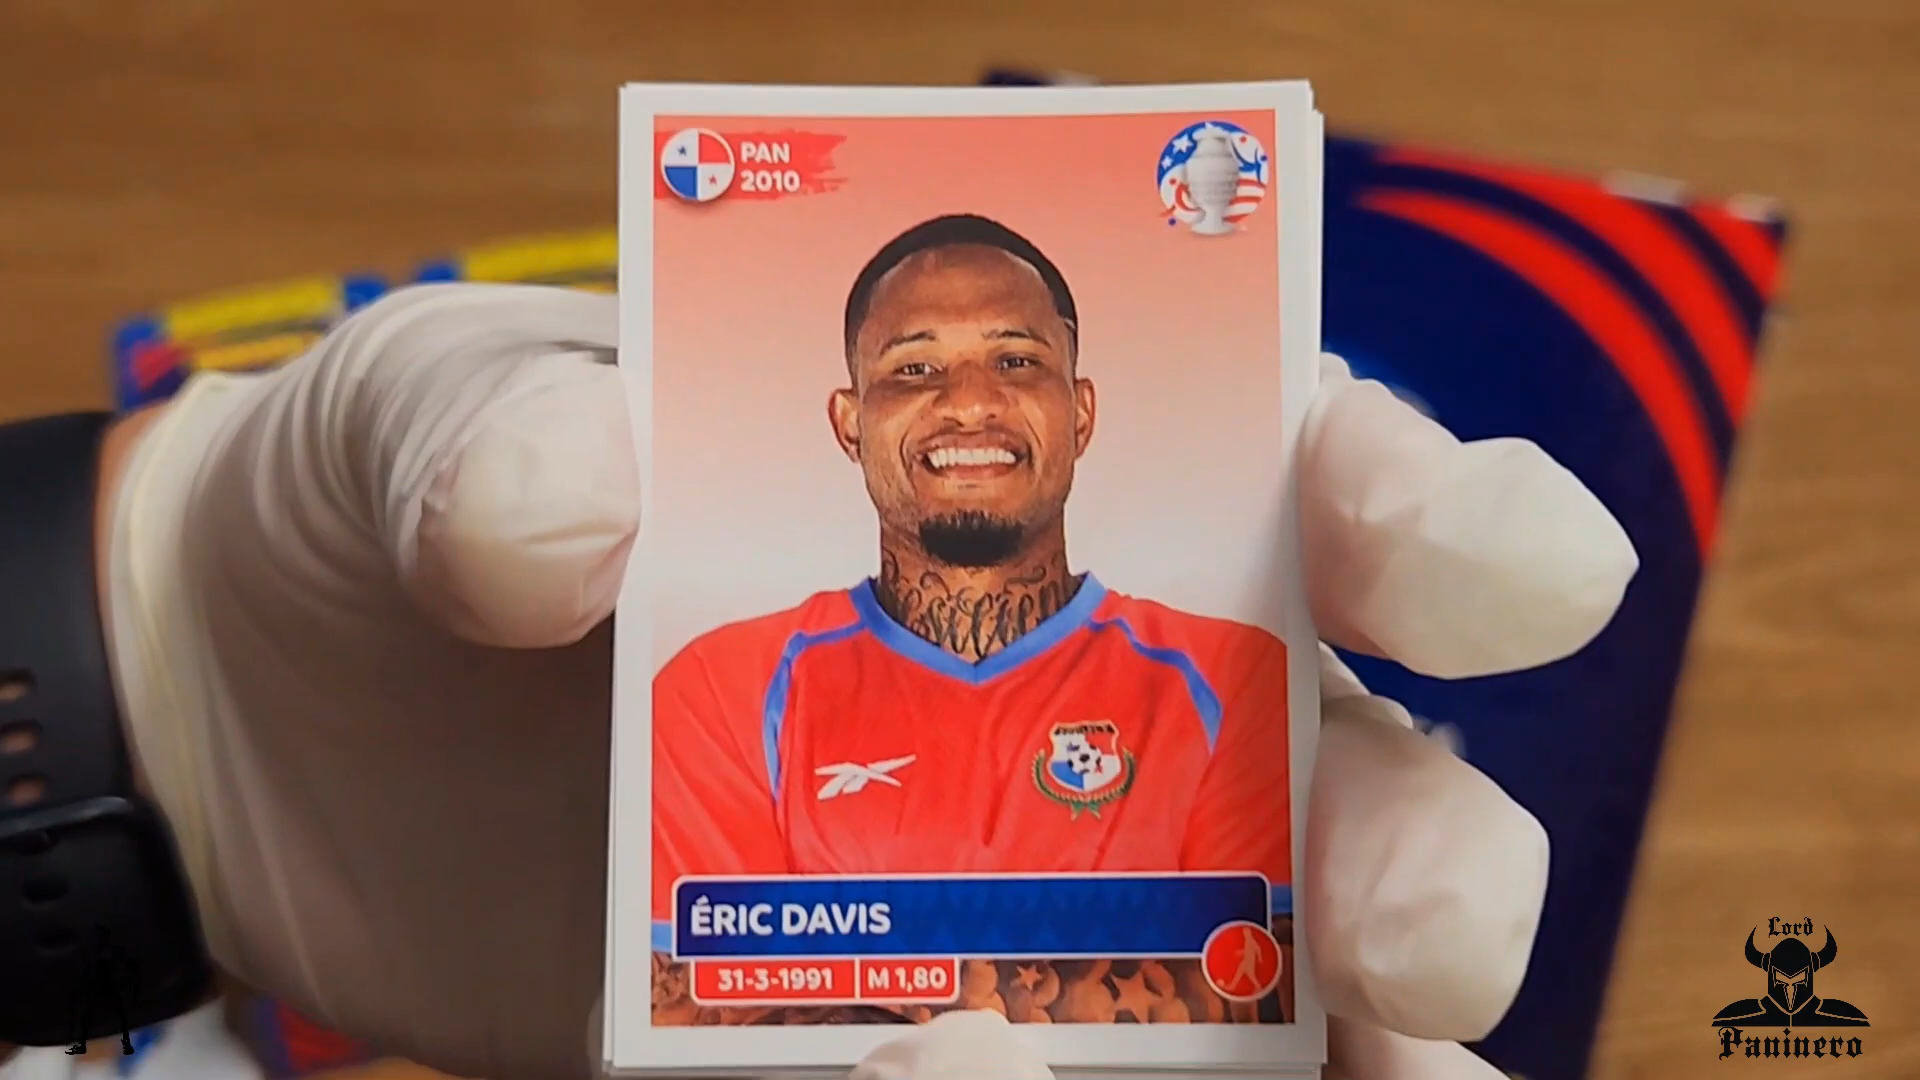 PAN
2010
ÉRIC DAVIS
31-3-1991
M 1,80
Lord
Paninero